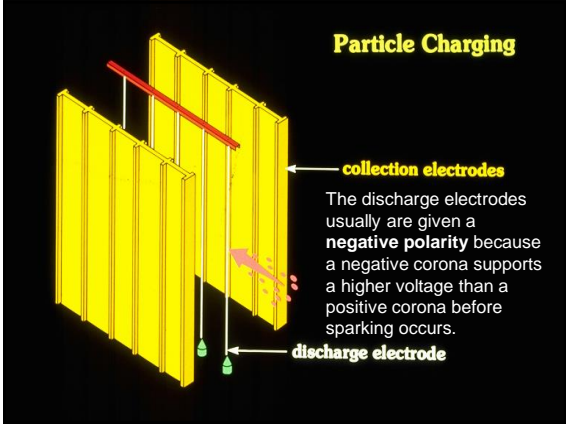 Particle Charging
collection electrodes
The discharge electrodes
usually are given a
negative polarity because
a negative corona supports
a higher voltage than a
positive corona before
sparking occurs.
discharge electrode